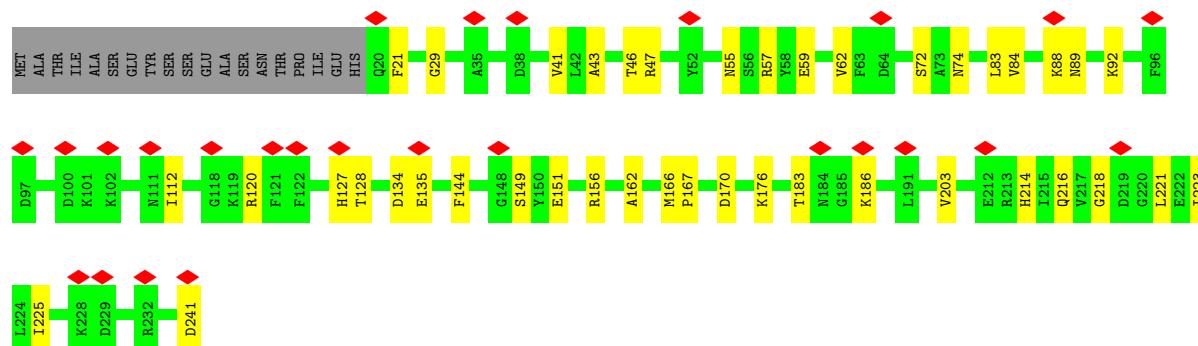 MET ALA THR ILE ALA SER GLU TYR SER SER GLU ALA SER ASN THR PRO ILE GLU HIS Q20 F21 G29 A35 D38 V41 L42 A43 T46 R47 Y52 N55 S56 R57 Y58 E59 V62 F63 D64 S72 A73 N74 L83 V84 K88 N89 K92 F96
D97 D100 K101 K102 N111 I112 G118 K119 R120 F121 F122 H127 T128 D134 E135 F144 G148 S149 Y150 E151 R156 A162 M166 P167 D170 K176 T183 N184 G185 K186 L191 V203 E212 R213 H214 I215 Q216 V217 G218 D219 G220 L221 E222
L224 I225 K228 D229 R232 D241